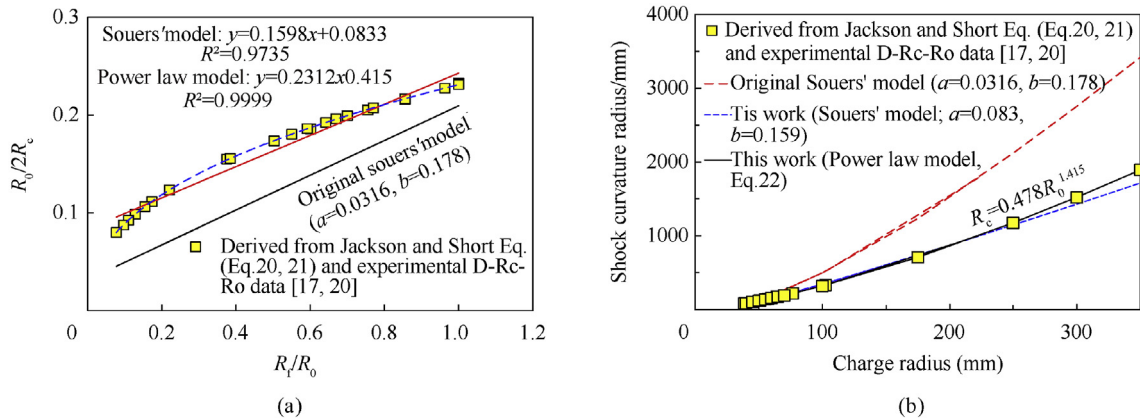 Souers'model: y=0.1598x+0.0833
R²=0.9735
Power law model: y=0.2312x0.415
R²=0.9999
0.3
0.2
0.1
0
0.2
0.4
0.6
0.8
1.0
1.2
R₀/2Rc
Rf/R₀
Original souers'model
(a=0.0316, b=0.178)
Derived from Jackson and Short Eq.
(Eq.20, 21) and experimental D-Rc-
Ro data [17, 20]
(a)
4000
3000
2000
1000
0
100
200
300
Shock curvature radius/mm
Charge radius (mm)
Derived from Jackson and Short Eq. (Eq.20, 21)
and experimental D-Rc-Ro data [17, 20]
Original Souers' model (a=0.0316, b=0.178)
Tis work (Souers' model; a=0.083,
b=0.159)
This work (Power law model,
Eq.22)
Rc=0.478R₀^1.415
(b)